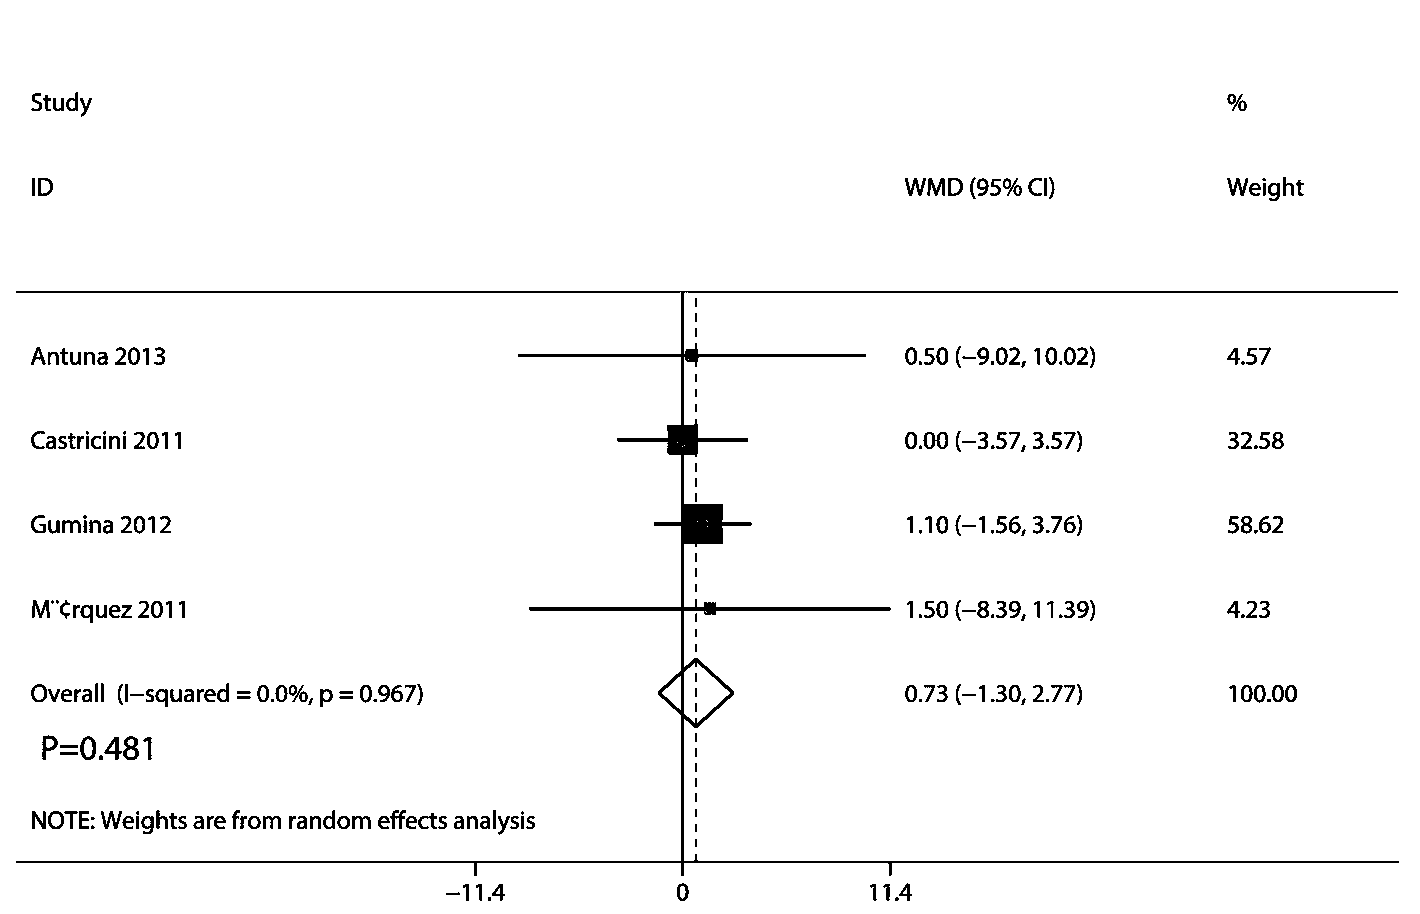 Study %
ID WMD (95% CI) Weight
Antuna 2013 0.50 (−9.02, 10.02) 4.57
Castricini 2011 0.00 (−3.57, 3.57) 32.58
Gumina 2012 1.10 (−1.56, 3.76) 58.62
M¨¢rquez 2011 1.50 (−8.39, 11.39) 4.23
Overall (I−squared = 0.0%, p = 0.967) 0.73 (−1.30, 2.77) 100.00
P=0.481
NOTE: Weights are from random effects analysis
−11.4 0 11.4